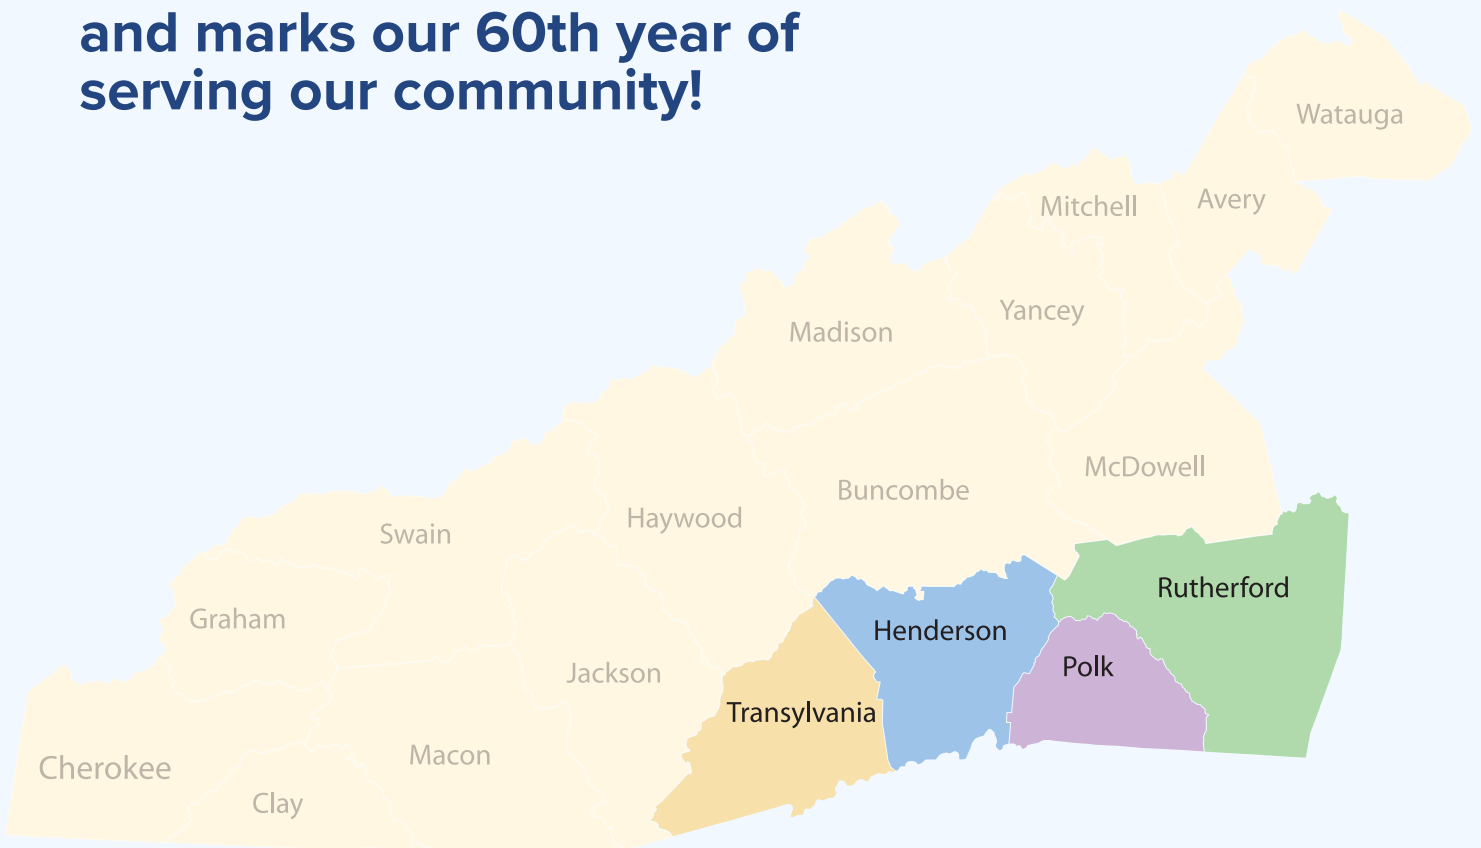 and marks our 60th year of
serving our community!
Watauga
Avery
Mitchell
Yancey
Madison
McDowell
Buncombe
Haywood
Swain
Rutherford
Graham
Henderson
Polk
Jackson
Transylvania
Macon
Cherokee
Clay